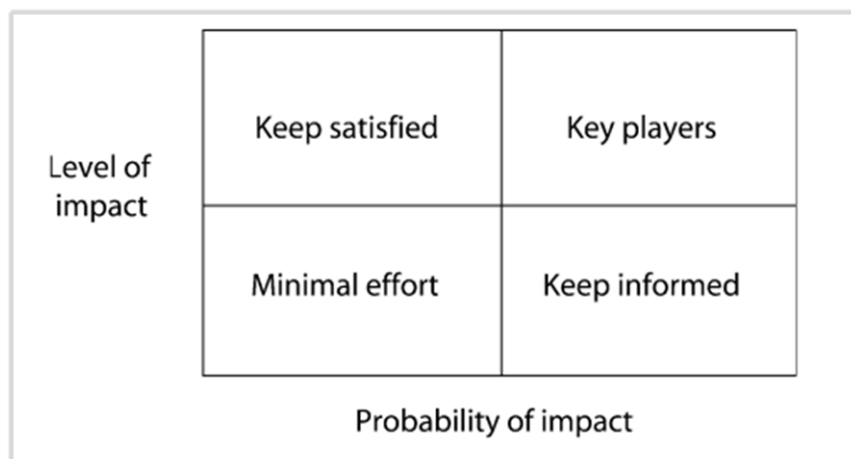 Keep satisfied
Key players
Level of
impact
Minimal effort
Keep informed
Probability of impact